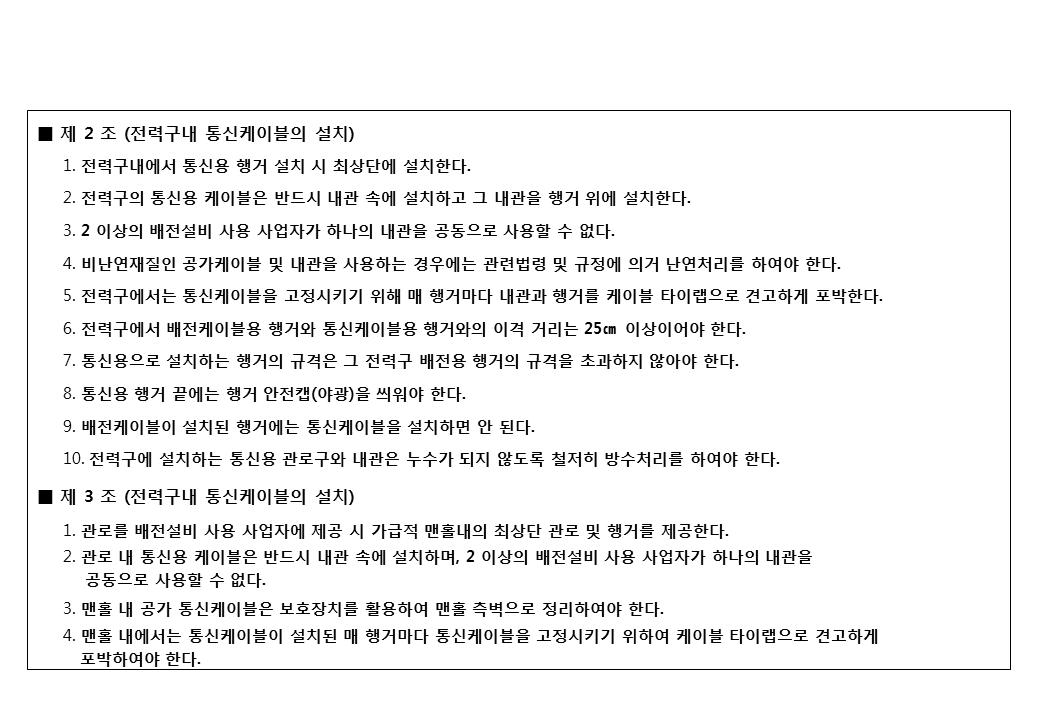 ■ 제 2 조 (전력구내 통신케이블의 설치)
1. 전력구내에서 통신용 행거 설치 시 최상단에 설치한다.
2. 전력구의 통신용 케이블은 반드시 내관 속에 설치하고 그 내관을 행거 위에 설치한다.
3. 2 이상의 배전설비 사용 사업자가 하나의 내관을 공동으로 사용할 수 없다.
4. 비난연재질인 공가케이블 및 내관을 사용하는 경우에는 관련법령 및 규정에 의거 난연처리를 하여야 한다.
5. 전력구에서는 통신케이블을 고정시키기 위해 매 행거마다 내관과 행거를 케이블 타이랩으로 견고하게 포박한다.
6. 전력구에서 배전케이블용 행거와 통신케이블용 행거와의 이격 거리는 25㎝ 이상이어야 한다.
7. 통신용으로 설치하는 행거의 규격은 그 전력구 배전용 행거의 규격을 초과하지 않아야 한다.
8. 통신용 행거 끝에는 행거 안전캡(야광)을 씌워야 한다.
9. 배전케이블이 설치된 행거에는 통신케이블을 설치하면 안 된다.
10. 전력구에 설치하는 통신용 관로구와 내관은 누수가 되지 않도록 철저히 방수처리를 하여야 한다.
■ 제 3 조 (전력구내 통신케이블의 설치)
1. 관로를 배전설비 사용 사업자에 제공 시 가급적 맨홀내의 최상단 관로 및 행거를 제공한다.
2. 관로 내 통신용 케이블은 반드시 내관 속에 설치하며, 2 이상의 배전설비 사용 사업자가 하나의 내관을
공동으로 사용할 수 없다.
3. 맨홀 내 공가 통신케이블은 보호장치를 활용하여 맨홀 측벽으로 정리하여야 한다.
4. 맨홀 내에서는 통신케이블이 설치된 매 행거마다 통신케이블을 고정시키기 위하여 케이블 타이랩으로 견고하게
포박하여야 한다.